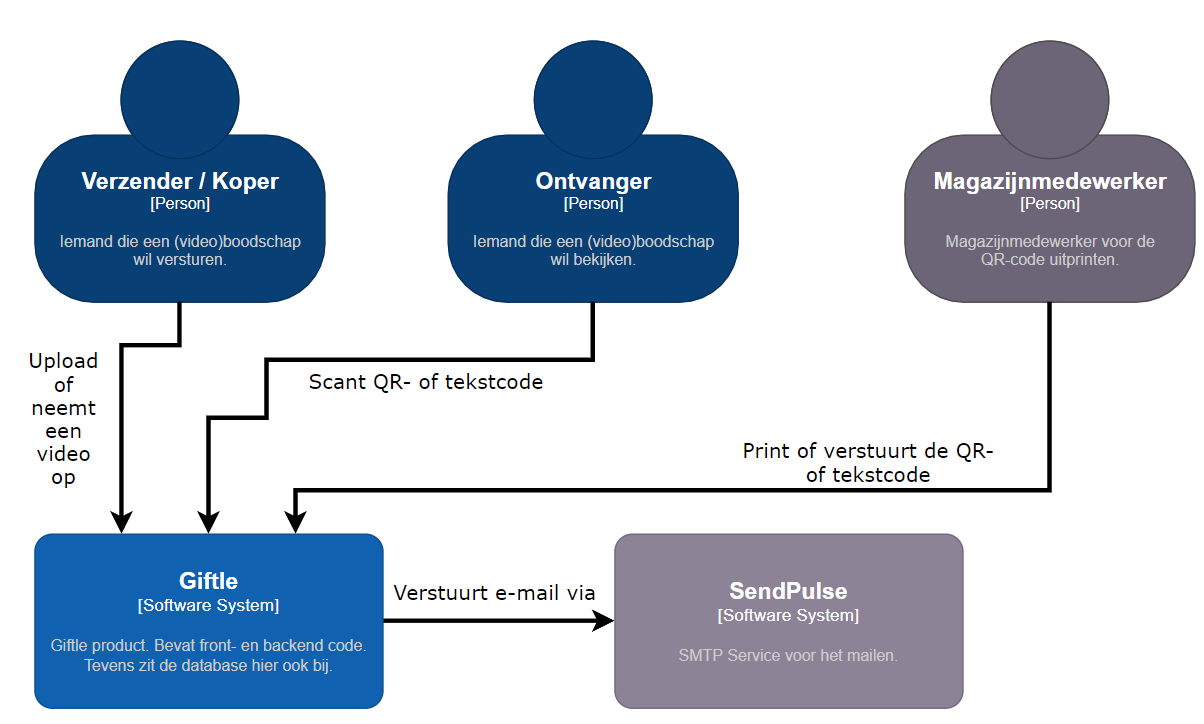 Verzender / Koper
[Person]
Iemand die een (video)boodschap
wil versturen.
Ontvanger
[Person]
Iemand die een (video)boodschap
wil bekijken.
Magazijnmedewerker
[Person]
Magazijnmedewerker voor de
QR-code uitprinten.
Upload
of
neemt
een
video
op
Scant QR- of tekstcode
Print of verstuurt de QR-
of tekstcode
Giftle
[Software System]
Giftle product. Bevat front- en backend code.
Tevens zit de database hier ook bij.
Verstuurt e-mail via
SendPulse
[Software System]
SMTP Service voor het mailen.